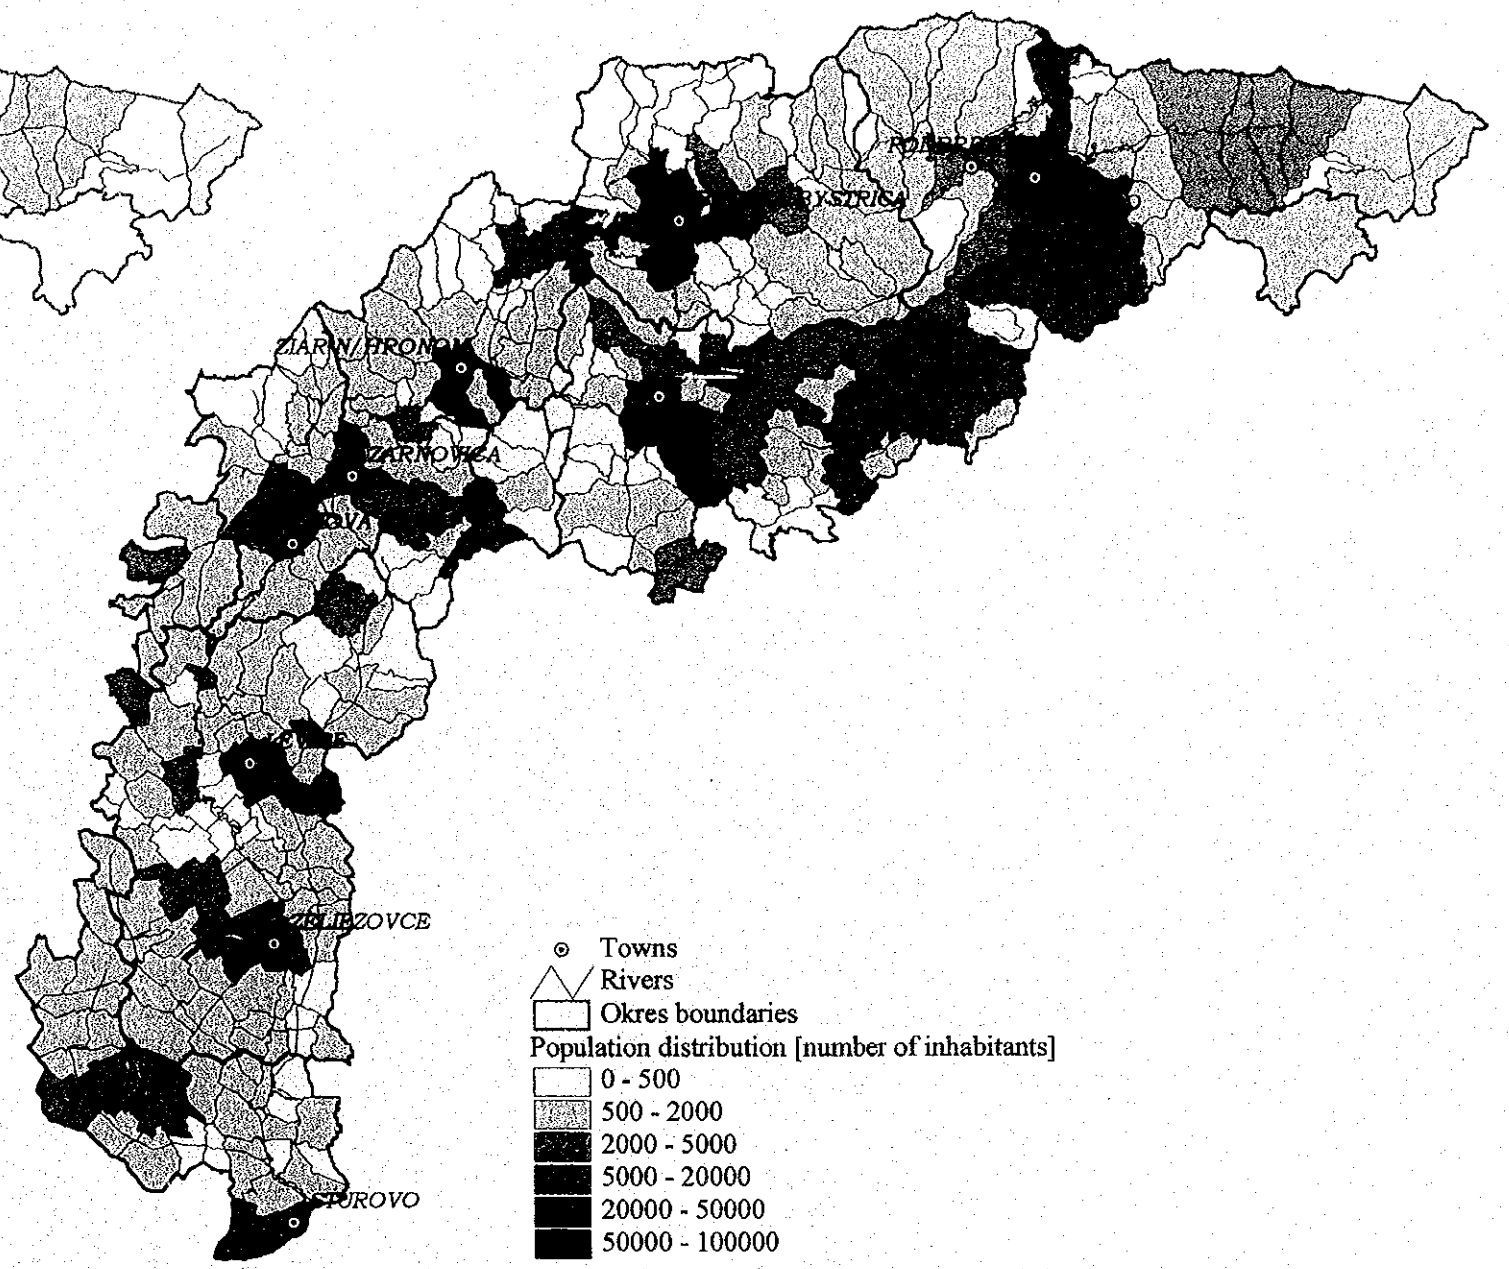 BYSTRICA
ZIARN/HRONOM
ZARNOVICA
ZELIEZOVCE
STUROVO
Towns
Rivers
Okres boundaries
Population distribution [number of inhabitants]
0 - 500
500 - 2000
2000 - 5000
5000 - 20000
20000 - 50000
50000 - 100000